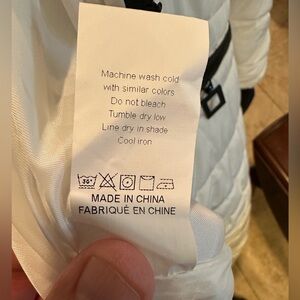 Machine wash cold
with similar colors
Do not bleach
Tumble dry low
Line dry in shade
Cool iron
30°
MADE IN CHINA
FABRIQUÉ EN CHINE